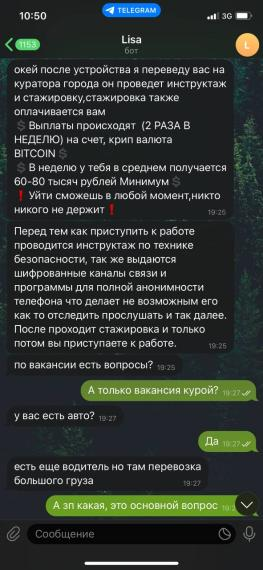 10:50
TELEGRAM
3G
1153
Lisa
бот
L
окей после устройства я переведу вас на
куратора города он проведет инструктаж
и стажировку,стажировка также
оплачивается вам
💲Выплаты происходят (2 РАЗА В
НЕДЕЛЮ) на счет, крип валюта
BITCOIN💲
💲В неделю у тебя в среднем получается
60-80 тысяч рублей Минимум💲
❗Уйти сможешь в любой момент,никто
никого не держит❗
19:25
Перед тем как приступить к работе
проводится инструктаж по технике
безопасности, так же выдаются
шифрованные каналы связи и
программы для полной анонимности
телефона что делает не возможным его
как то отследить прослушать и так далее.
После проходит стажировка и только
потом вы приступаете к работе.
19:25
по вакансии есть вопросы? 19:25
А только вакансия курой? 19:27
у вас есть авто? 19:27
Да 19:27
есть еще водитель но там перевозка
большого груза 19:27
А зп какая, это основной вопрос
Сообщение